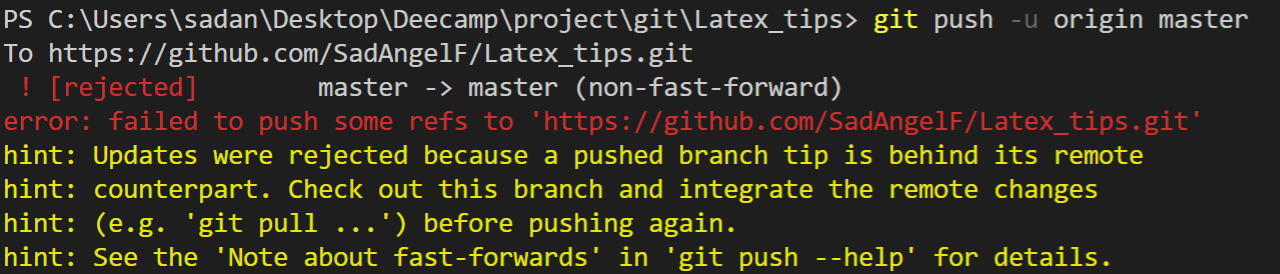 PS C:\Users\sadan\Desktop\Deecamp\project\git\Latex_tips> git push -u origin master
To https://github.com/SadAngelF/Latex_tips.git
 ! [rejected]        master -> master (non-fast-forward)
error: failed to push some refs to 'https://github.com/SadAngelF/Latex_tips.git'
hint: Updates were rejected because a pushed branch tip is behind its remote
hint: counterpart. Check out this branch and integrate the remote changes
hint: (e.g. 'git pull ...') before pushing again.
hint: See the 'Note about fast-forwards' in 'git push --help' for details.